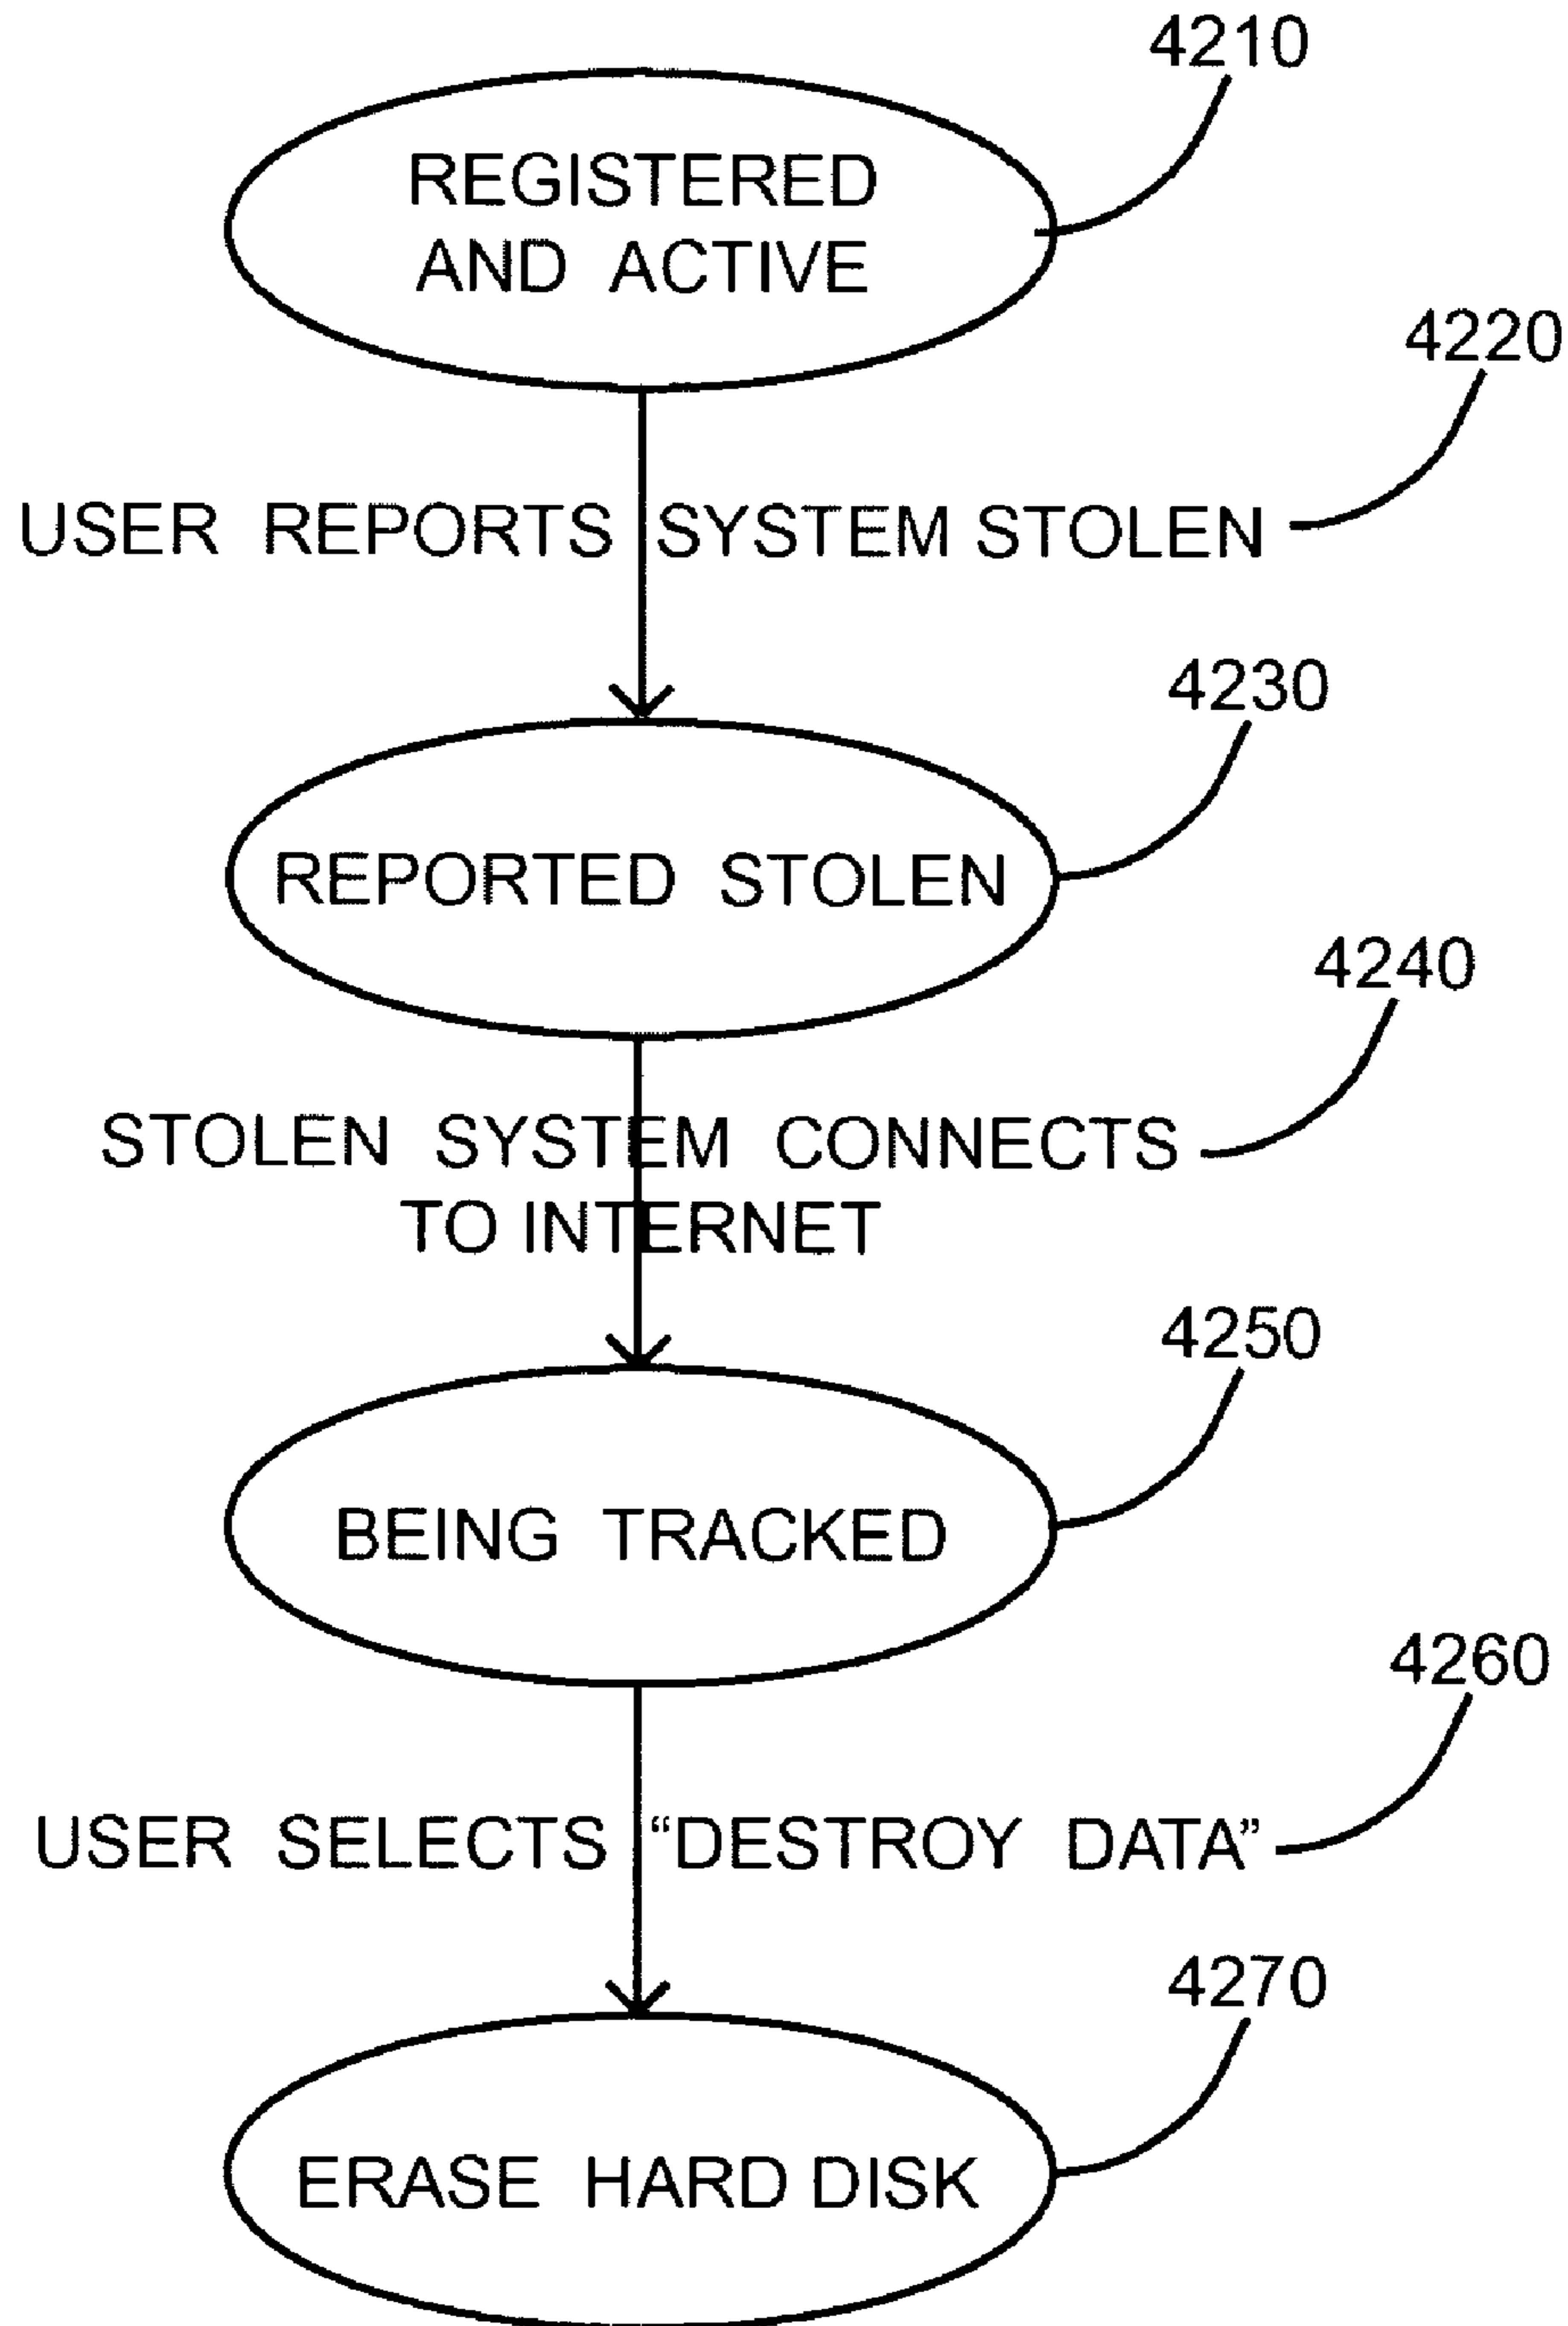 4210
REGISTERED
AND ACTIVE
4220
USER REPORTS SYSTEM STOLEN
4230
REPORTED STOLEN
4240
STOLEN SYSTEM CONNECTS
TO INTERNET
4250
BEING TRACKED
4260
USER SELECTS “DESTROY DATA”
4270
ERASE HARD DISK